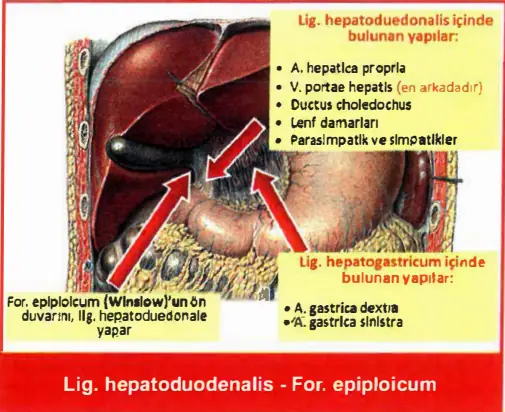 Lig. hepatoduedonalis içinde
bulunan yapılar:
• A. hepatica propria
• V. portae hepatis (en arkadadır)
• Ductus choledochus
• Lenf damarları
• Parasimpatik ve simpatikler
Lig. hepatogastricum içinde
bulunan yapılar:
• A. gastrica dextra
• A. gastrica sinistra
For. epiploicum (Winslow)'un ön
duvarını, lig. hepatoduedonale
yapar
Lig. hepatoduodenalis - For. epiploicum